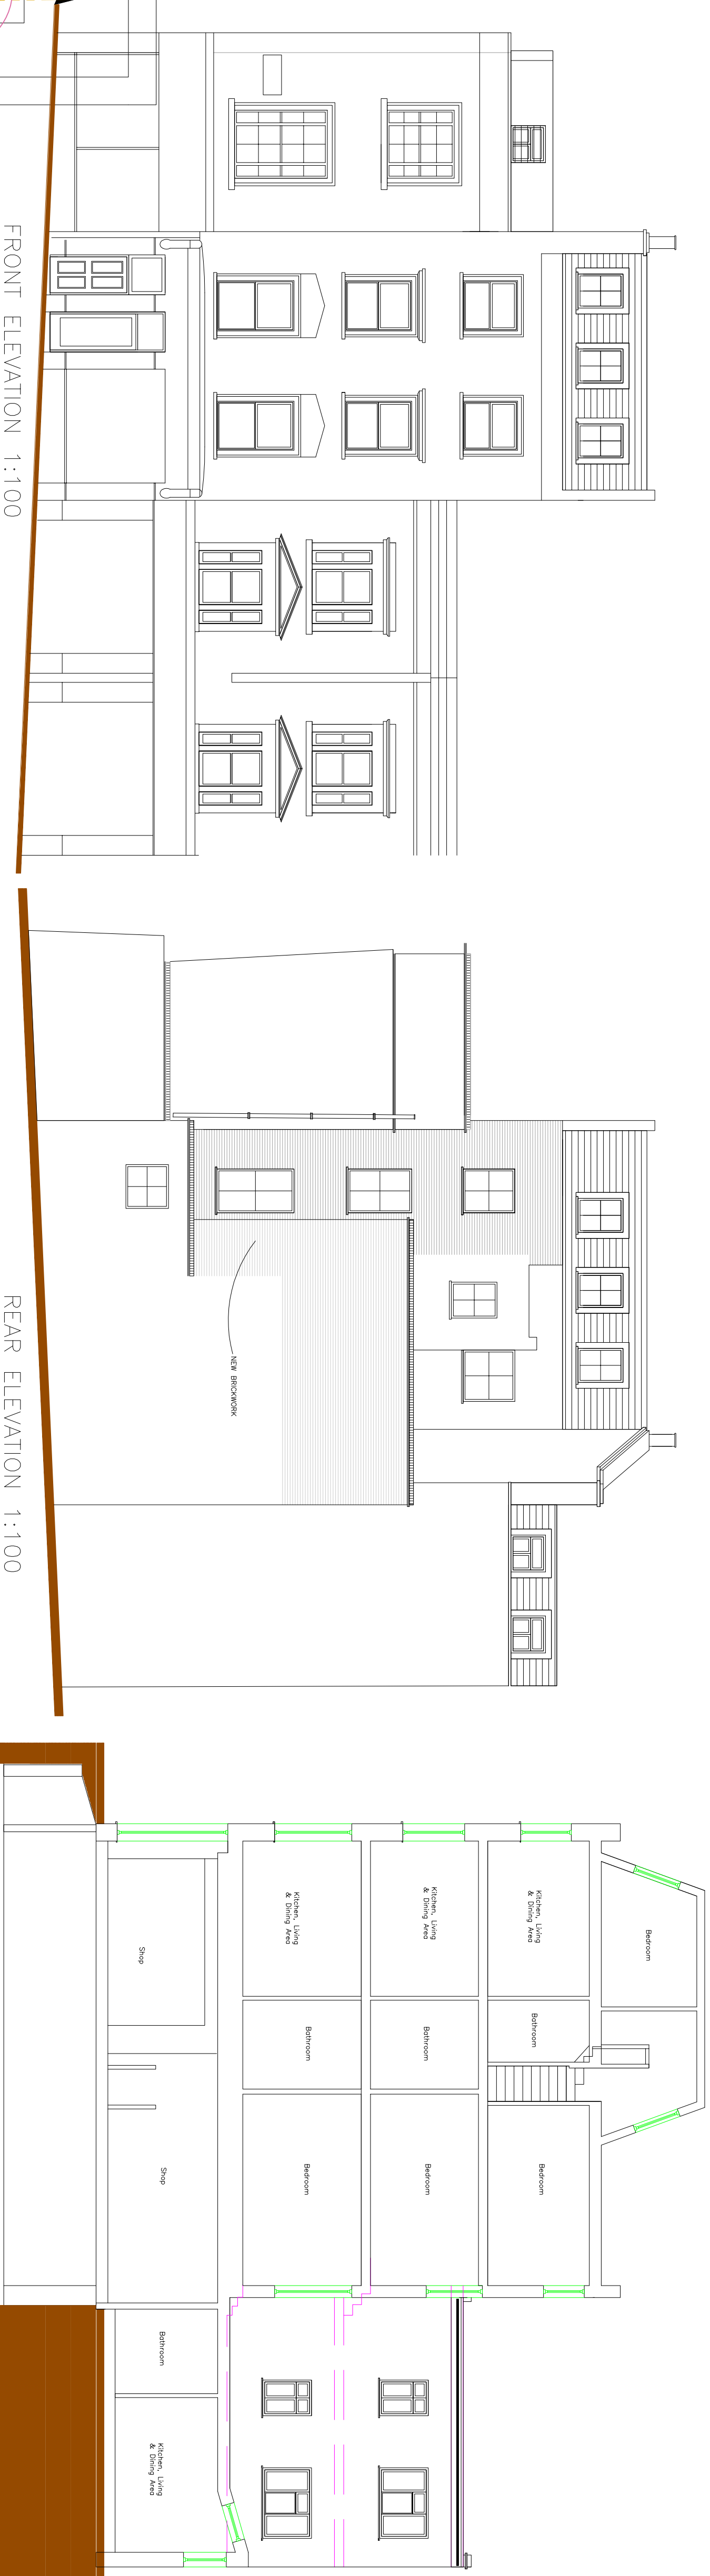 FRONT ELEVATION 1:100
REAR ELEVATION 1:100
NEW BRICKWORK
Bedroom
Kitchen, Living
& Dining Area
Bathroom
Bedroom
Kitchen, Living
& Dining Area
Bathroom
Bedroom
Kitchen, Living
& Dining Area
Bathroom
Bedroom
Shop
Shop
Bathroom
Kitchen, Living
& Dining Area